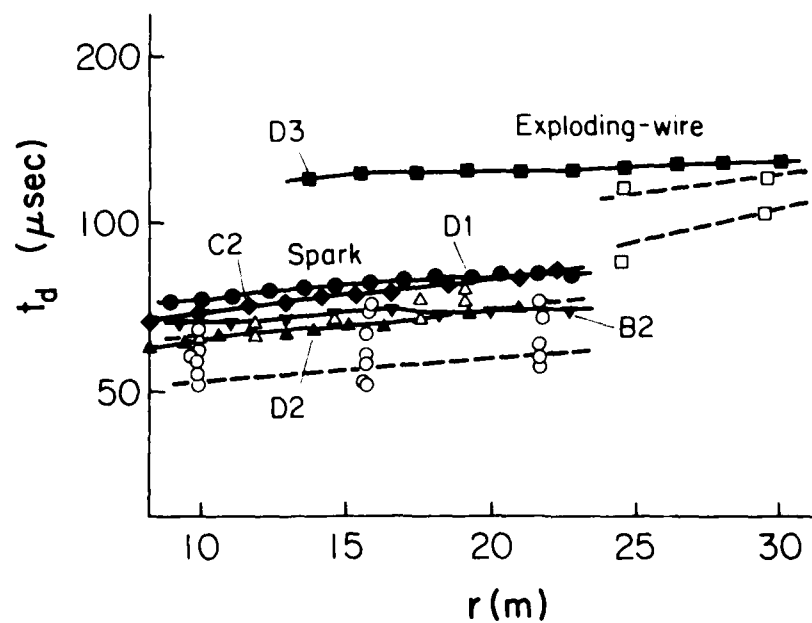 200
D3
Exploding-wire
100
C2
Spark
D1
B2
50
D2
10
15
20
25
30
t_d (μsec)
r (m)